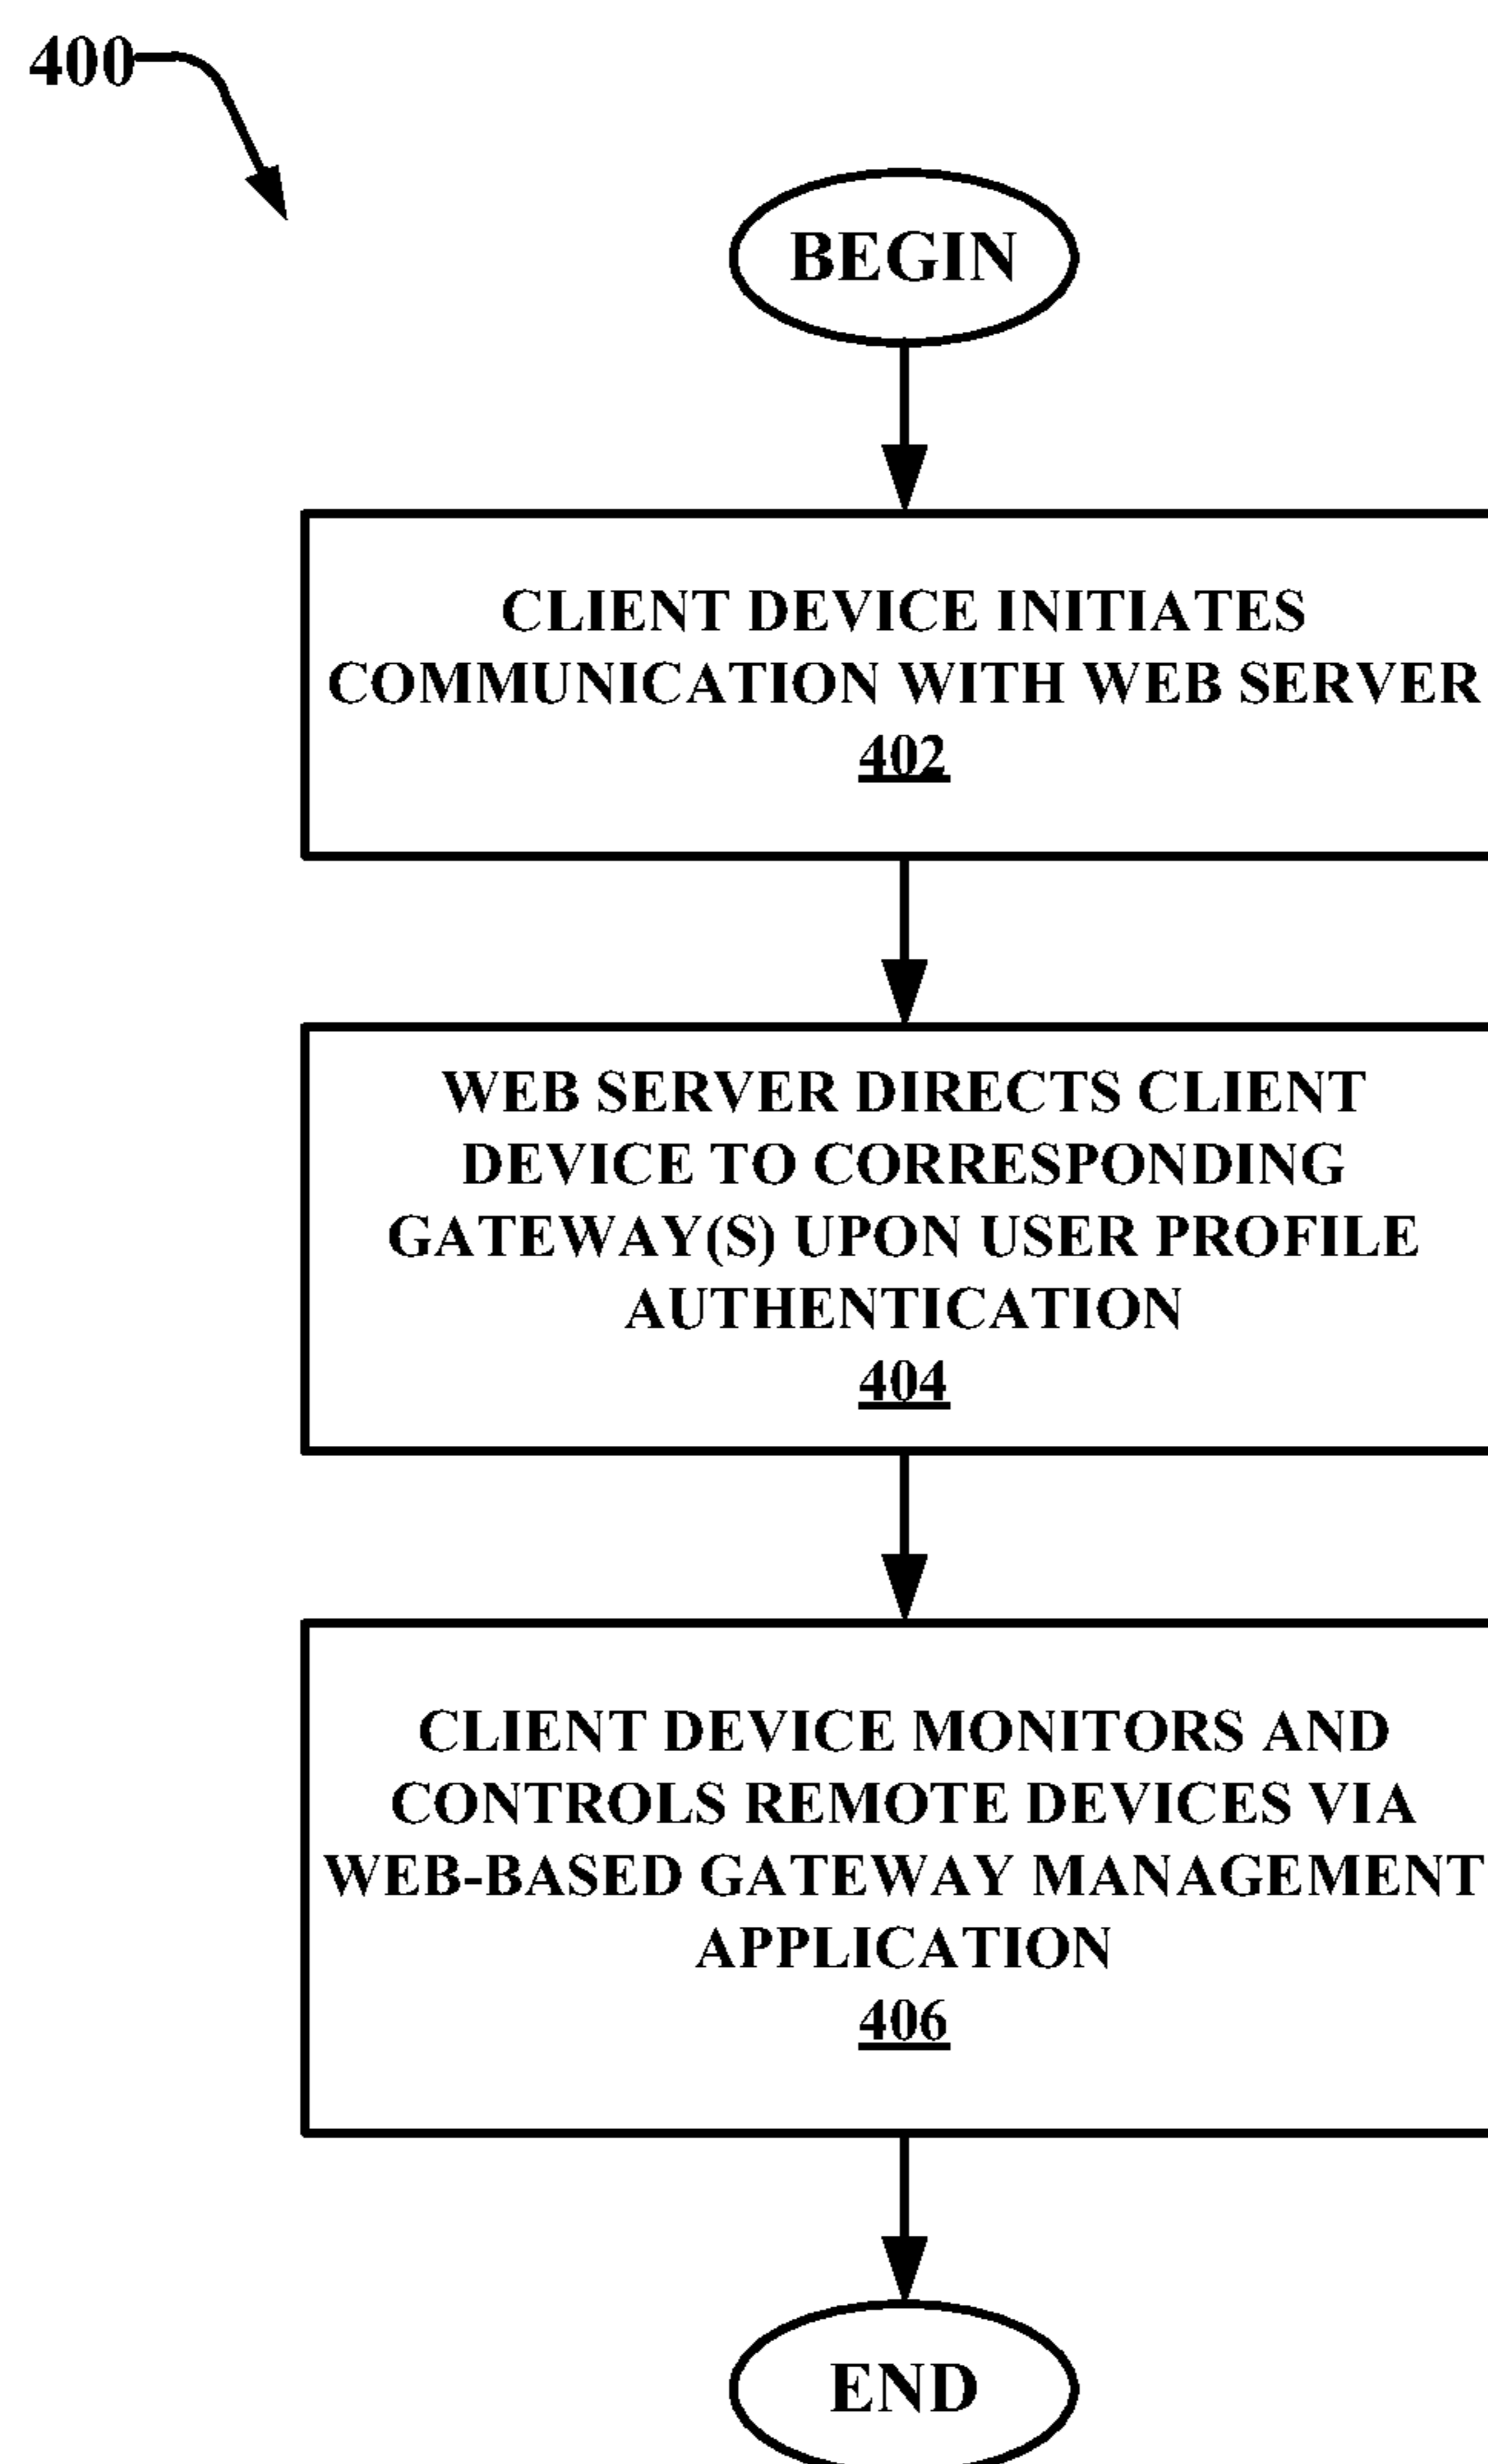 400
BEGIN
CLIENT DEVICE INITIATES
COMMUNICATION WITH WEB SERVER
402
WEB SERVER DIRECTS CLIENT
DEVICE TO CORRESPONDING
GATEWAY(S) UPON USER PROFILE
AUTHENTICATION
404
CLIENT DEVICE MONITORS AND
CONTROLS REMOTE DEVICES VIA
WEB-BASED GATEWAY MANAGEMENT
APPLICATION
406
END